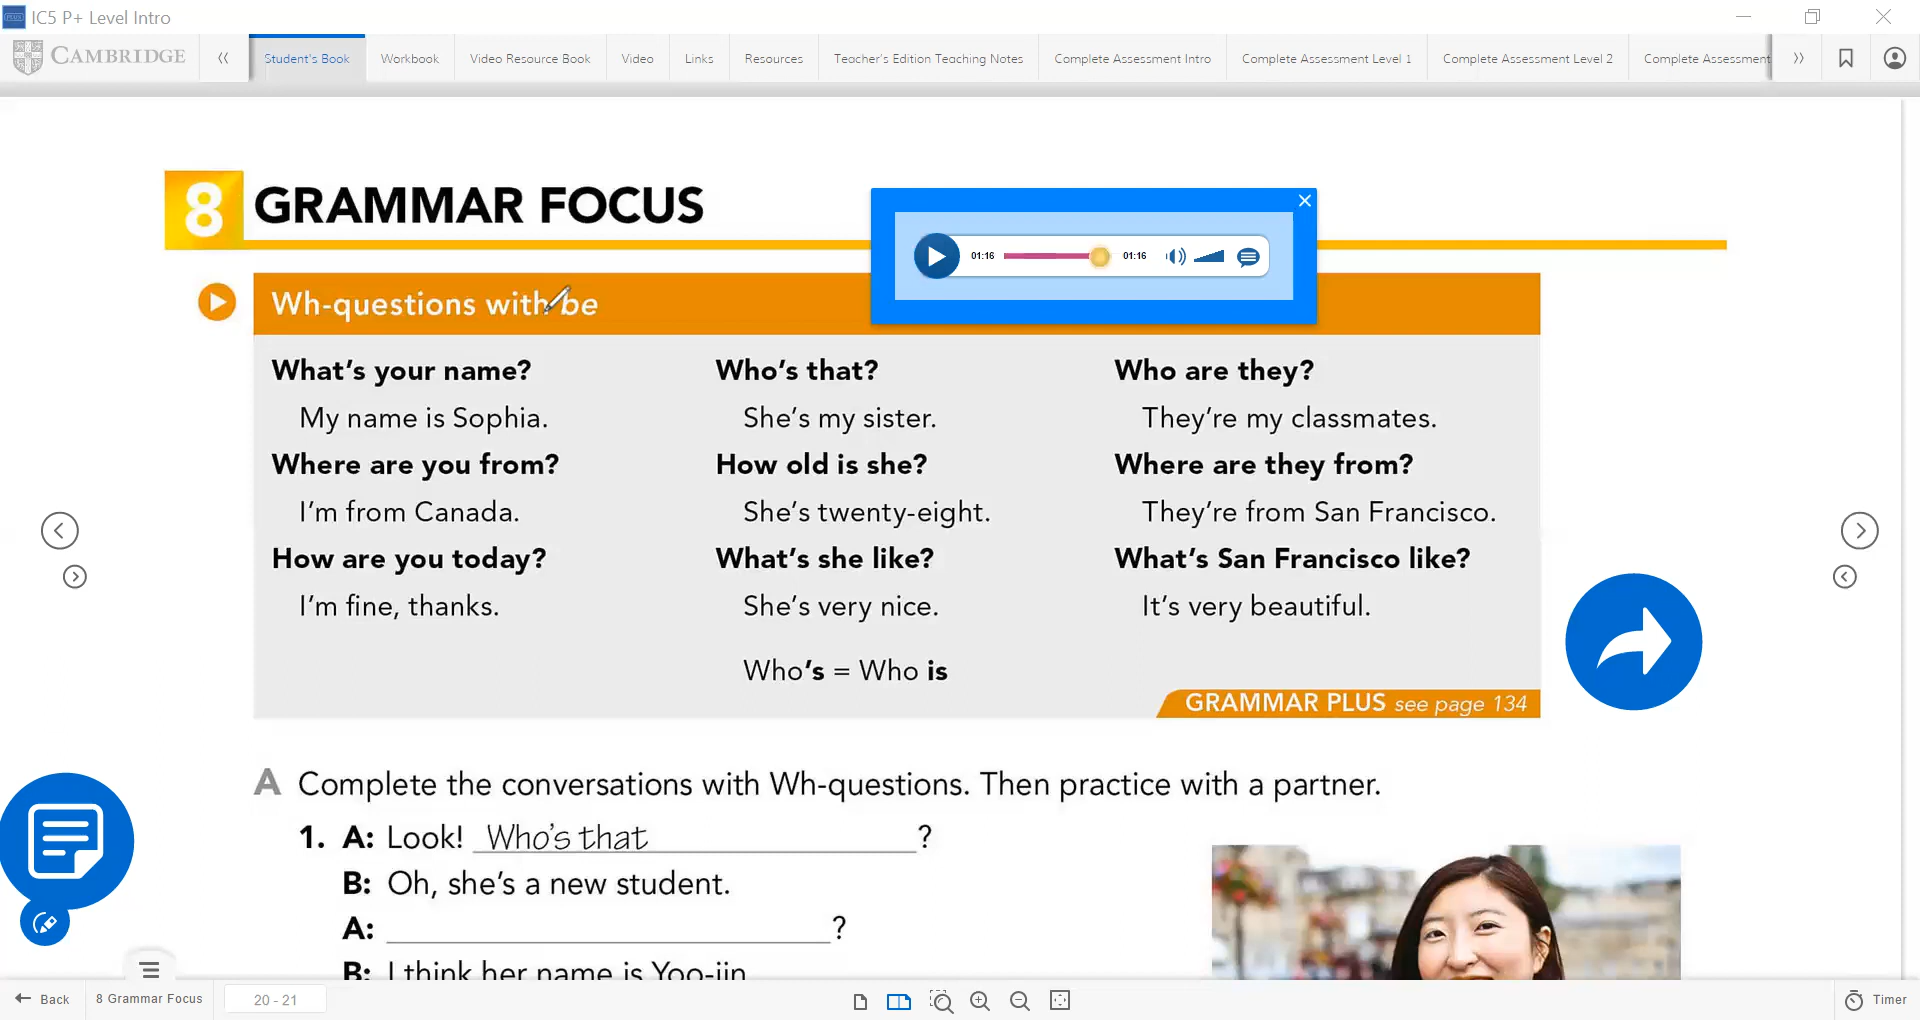 IC5 P+ Level Intro
CAMBRIDGE
Student's Book
Workbook
Video Resource Book
Video
Links
Resources
Teacher's Edition Teaching Notes
Complete Assessment Intro
Complete Assessment Level 1
Complete Assessment Level 2
Complete Assessment
8 GRAMMAR FOCUS
01:16
01:16
Wh-questions with be
What's your name?
My name is Sophia.
Where are you from?
I'm from Canada.
How are you today?
I'm fine, thanks.
Who's that?
She's my sister.
How old is she?
She's twenty-eight.
What's she like?
She's very nice.
Who's = Who is
Who are they?
They're my classmates.
Where are they from?
They're from San Francisco.
What's San Francisco like?
It's very beautiful.
GRAMMAR PLUS see page 134
A Complete the conversations with Wh-questions. Then practice with a partner.
1. A: Look! Who's that ?
B: Oh, she's a new student.
A: ?
B: I think her name is Yoo-jin
Back
8 Grammar Focus
20 - 21
Timer